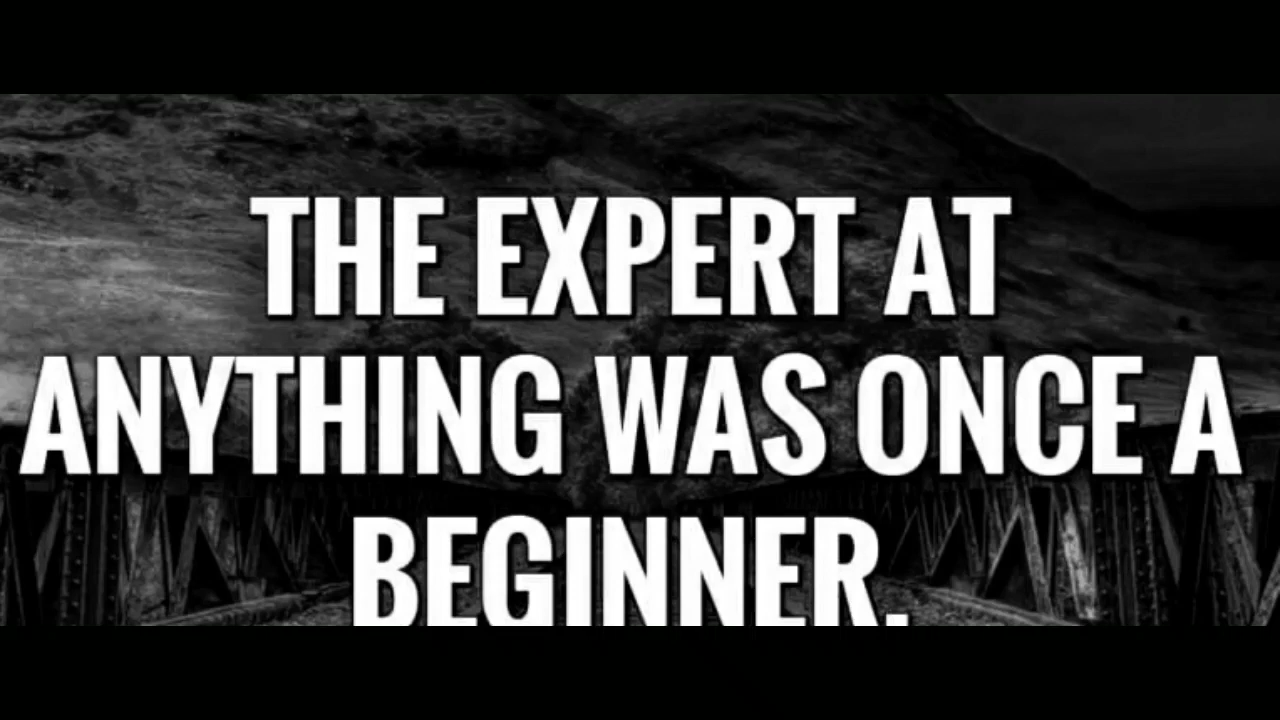 THE EXPERT AT
ANYTHING WAS ONCE A
BEGINNER.